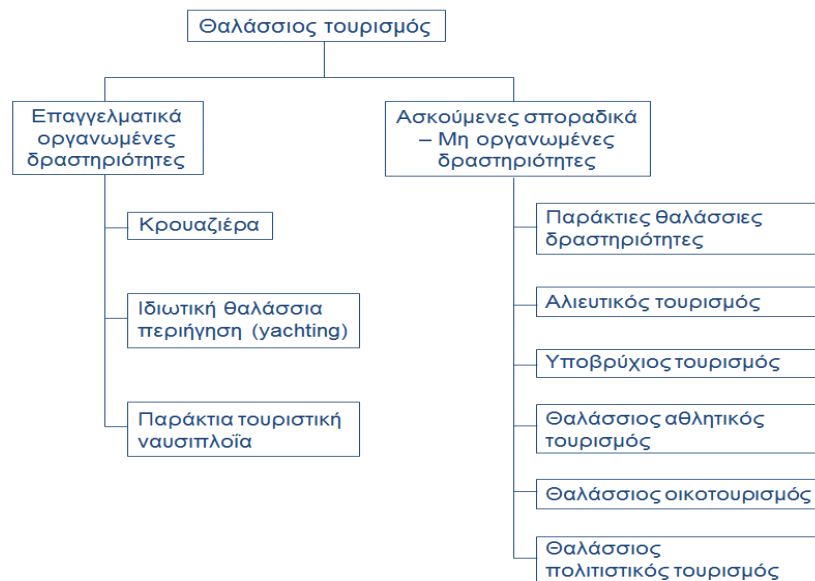 Θαλάσσιος τουρισμός
Επαγγελματικά
οργανωμένες
δραστηριότητες
Κρουαζιέρα
Ιδιωτική θαλάσσια
περιήγηση (yachting)
Παράκτια τουριστική
ναυσιπλοΐα
Ασκούμενες σποραδικά
– Μη οργανωμένες
δραστηριότητες
Παράκτιες θαλάσσιες
δραστηριότητες
Αλιευτικός τουρισμός
Υποβρύχιος τουρισμός
Θαλάσσιος αθλητικός
τουρισμός
Θαλάσσιος οικοτουρισμός
Θαλάσσιος
πολιτιστικός τουρισμός